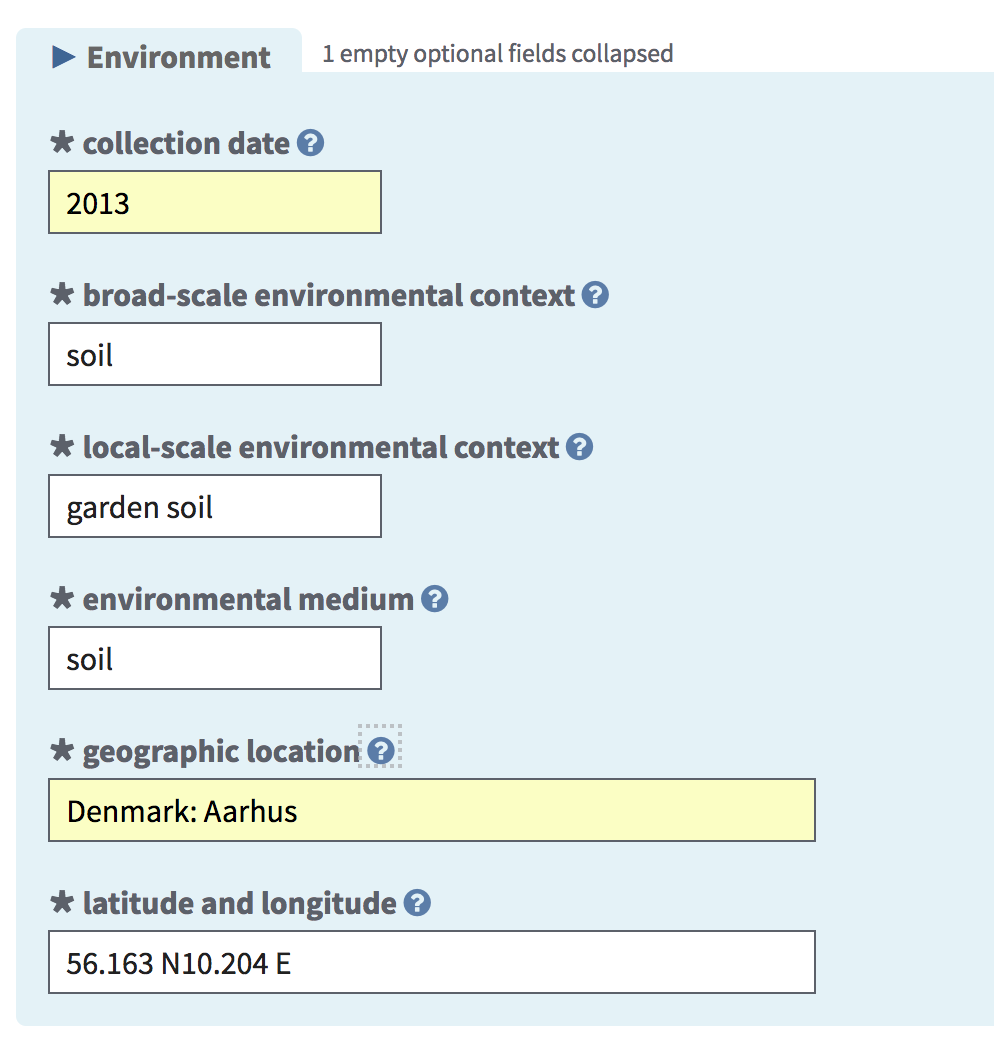 ▶ Environment 1 empty optional fields collapsed
* collection date ?
2013
* broad-scale environmental context ?
soil
* local-scale environmental context ?
garden soil
* environmental medium ?
soil
* geographic location ?
Denmark: Aarhus
* latitude and longitude ?
56.163 N10.204 E